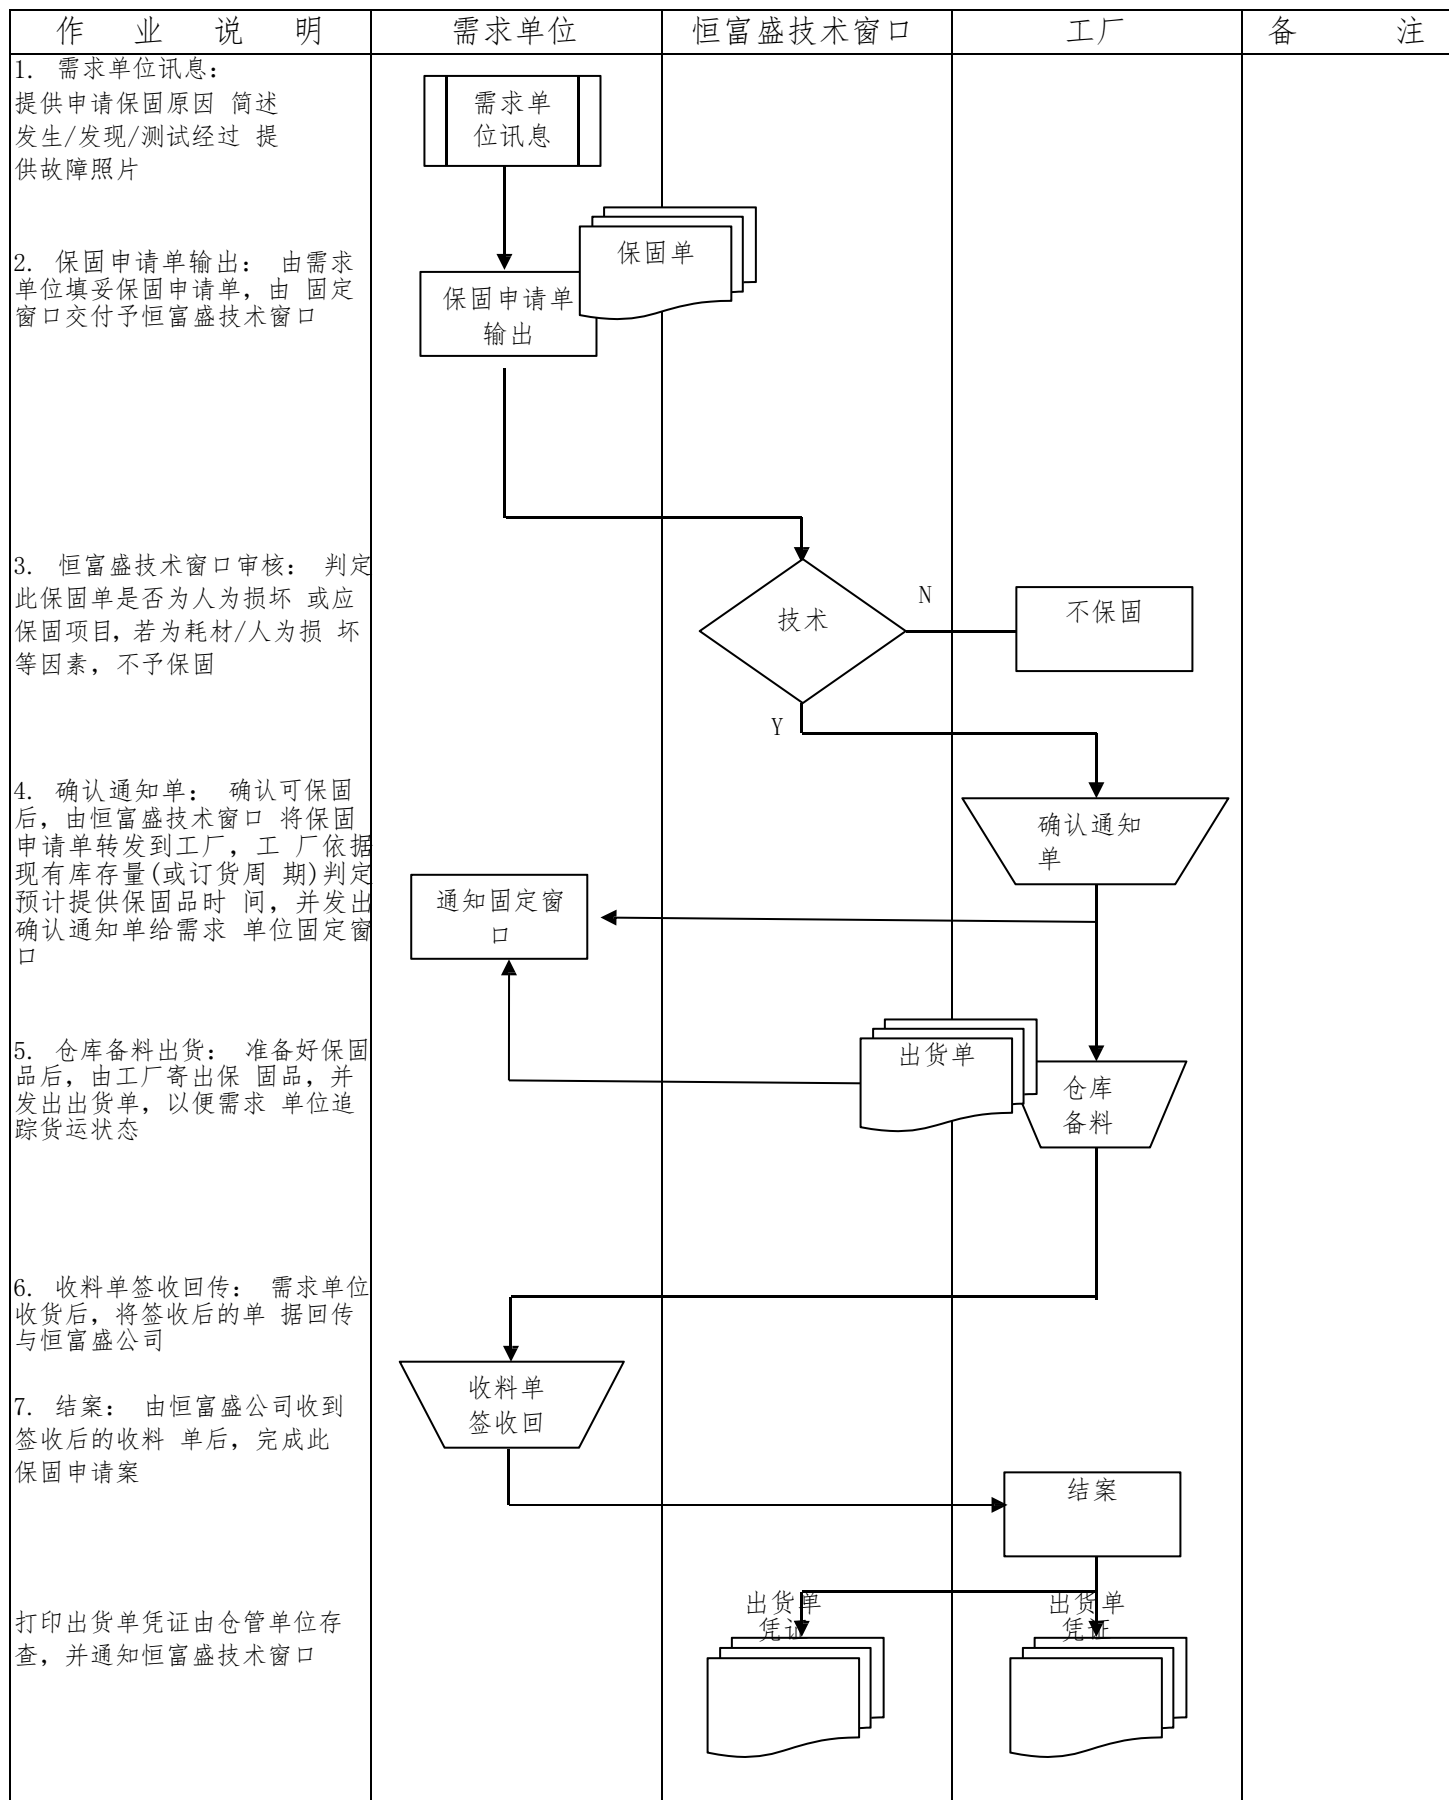 作 业 说 明 需求单位 恒富盛技术窗口 工厂 备 注
1. 需求单位讯息：
提供申请保固原因 简述
发生/发现/测试经过 提
供故障照片
需求单
位讯息
2. 保固申请单输出： 由需求
单位填妥保固申请单，由 固定
窗口交付予恒富盛技术窗口
保固单
保固申请单
输出
3. 恒富盛技术窗口审核： 判定
此保固单是否为人为损坏 或应
保固项目，若为耗材/人为损 坏
等因素，不予保固
技术
N
不保固
Y
4. 确认通知单： 确认可保固
后，由恒富盛技术窗口 将保固
申请单转发到工厂，工 厂依据
现有库存量(或订货周 期)判定
预计提供保固品时 间，并发出
确认通知单给需求 单位固定窗
口
确认通知
单
通知固定窗
口
5. 仓库备料出货： 准备好保固
品后，由工厂寄出保 固品，并
发出出货单，以便需求 单位追
踪货运状态
出货单
仓库
备料
6. 收料单签收回传： 需求单位
收货后，将签收后的单 据回传
与恒富盛公司
收料单
签收回
7. 结案： 由恒富盛公司收到
签收后的收料 单后，完成此
保固申请案
结案
打印出货单凭证由仓管单位存
查，并通知恒富盛技术窗口
出货单
凭证
出货单
凭证